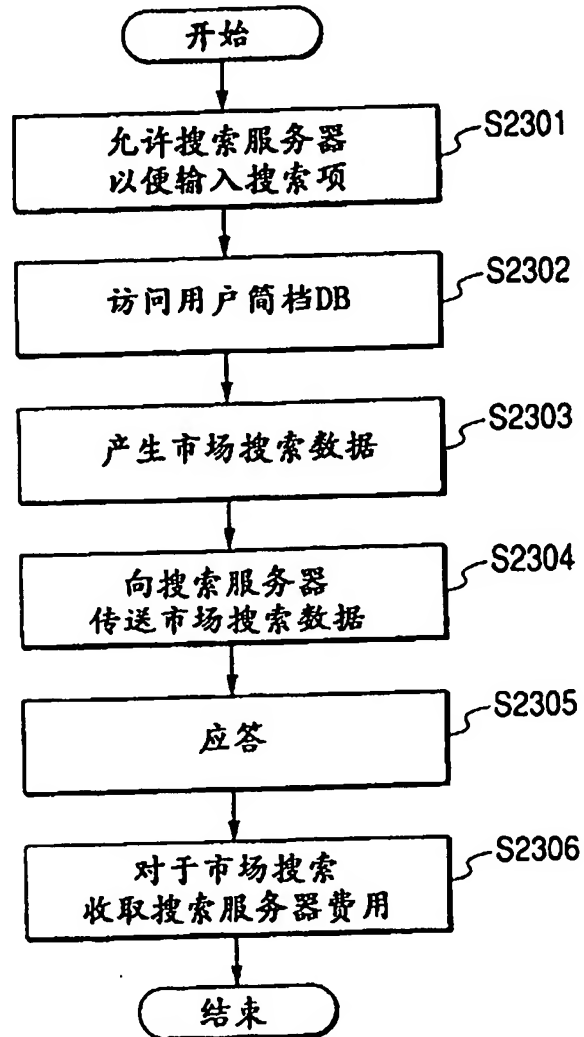 开始
允许搜索服务器
以便输入搜索项
S2301
访问用户简档DB
S2302
产生市场搜索数据
S2303
向搜索服务器
传送市场搜索数据
S2304
应答
S2305
对于市场搜索
收取搜索服务器费用
S2306
结束